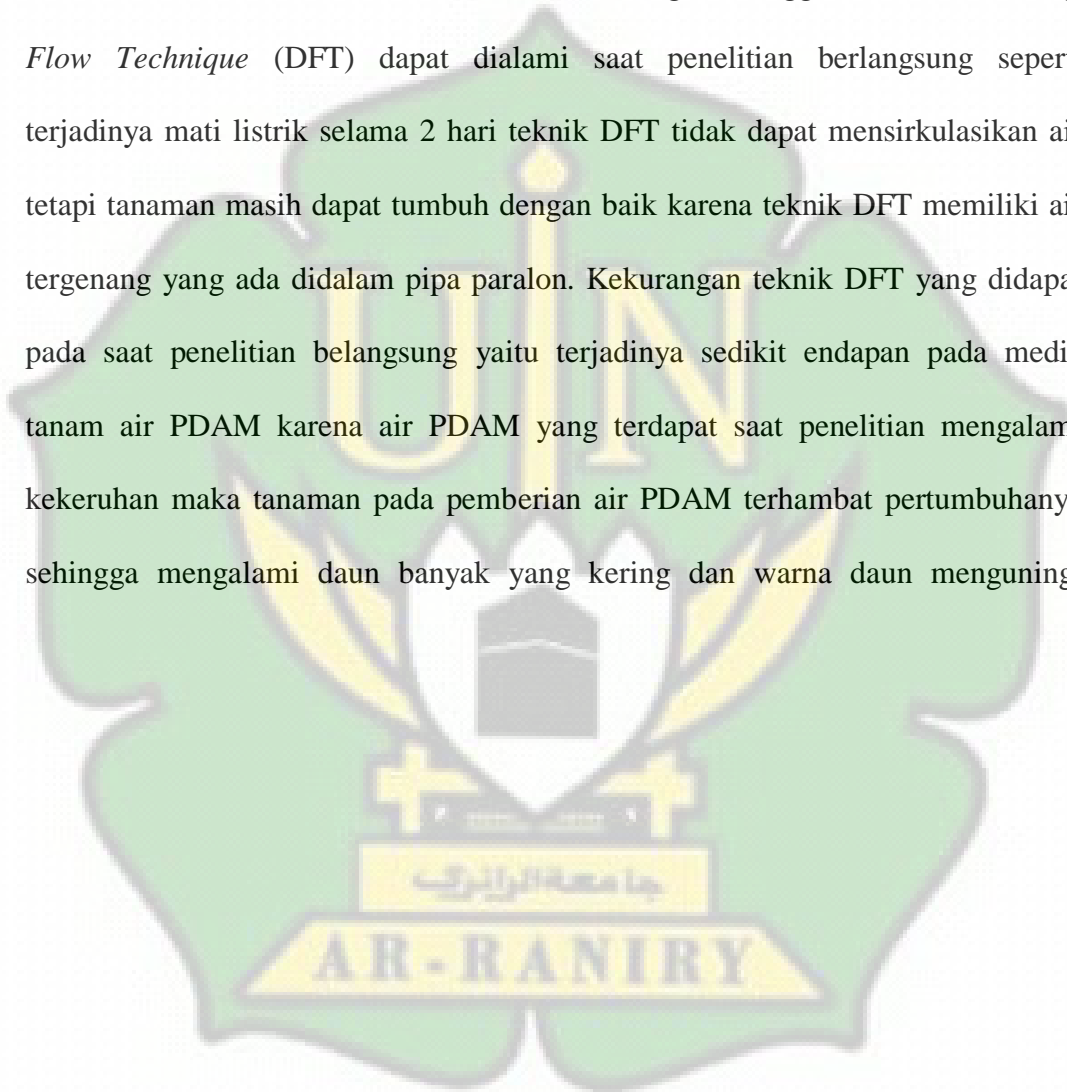 Flow Technique (DFT) dapat dialami saat penelitian berlangsung sepert
terjadinya mati listrik selama 2 hari teknik DFT tidak dapat mensirkulasikan ai
tetapi tanaman masih dapat tumbuh dengan baik karena teknik DFT memiliki ai
tergenang yang ada didalam pipa paralon. Kekurangan teknik DFT yang didapa
pada saat penelitian belangsung yaitu terjadinya sedikit endapan pada medi
tanam air PDAM karena air PDAM yang terdapat saat penelitian mengalam
kekeruhan maka tanaman pada pemberian air PDAM terhambat pertumbuhany
sehingga mengalami daun banyak yang kering dan warna daun menguning
UIN
جامعة الرانري
AR-RANIRY